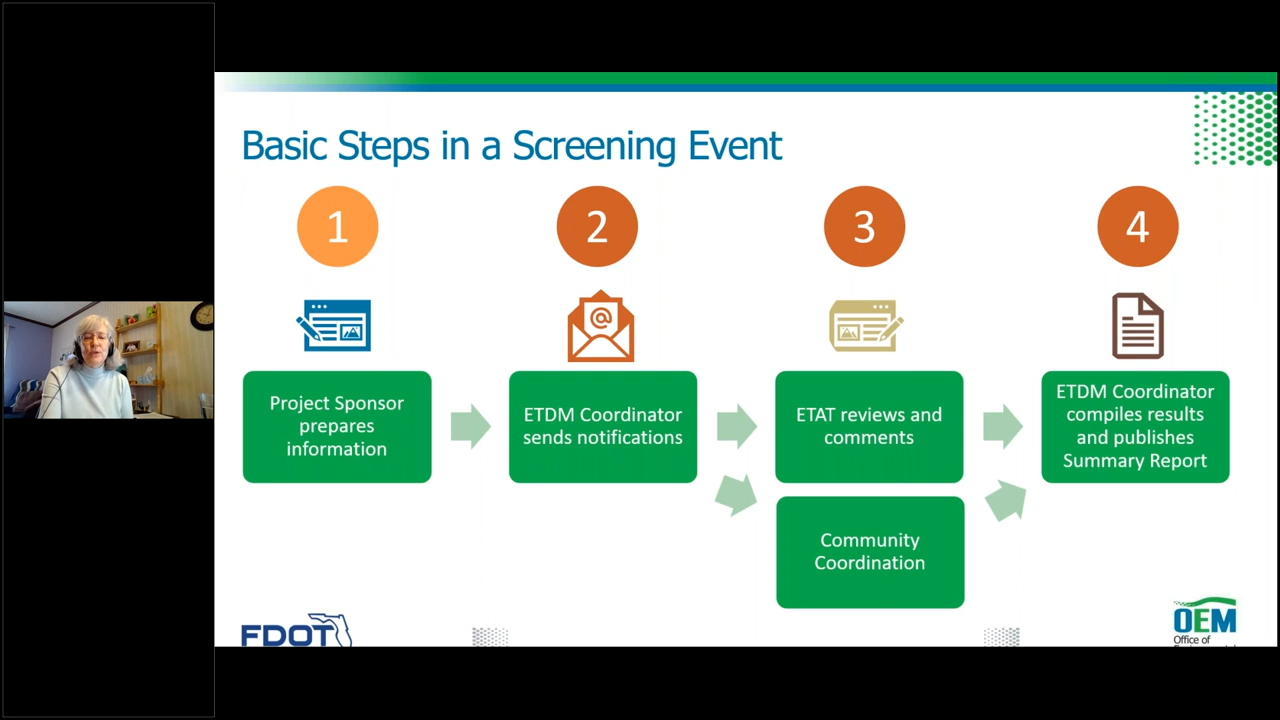 Basic Steps in a Screening Event
1
2
3
4
@
Project Sponsor
prepares
information
ETDM Coordinator
sends notifications
ETAT reviews and
comments
Community
Coordination
ETDM Coordinator
compiles results
and publishes
Summary Report
FDOT
OEM
Office of